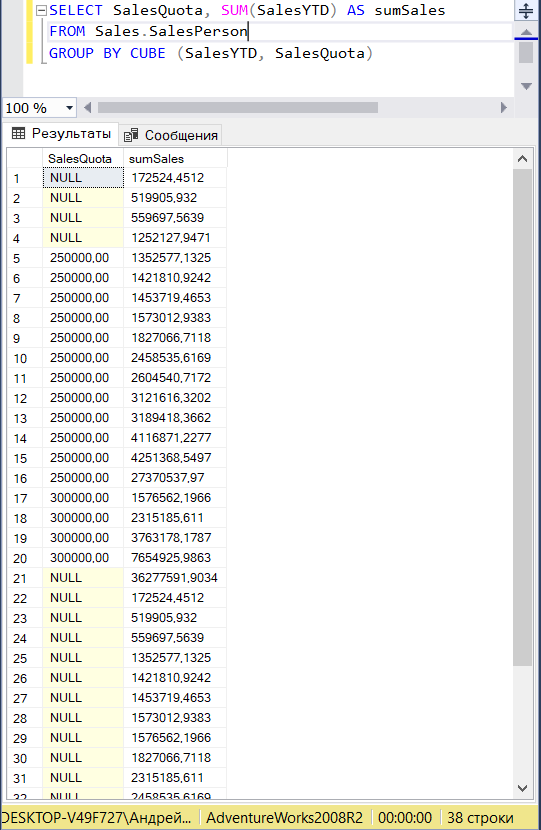 SELECT SalesQuota, SUM(SalesYTD) AS sumSales
FROM Sales.SalesPerson
GROUP BY CUBE (SalesYTD, SalesQuota)
100 %
Результаты Сообщения
SalesQuota sumSales
1 NULL 172524,4512
2 NULL 519905,932
3 NULL 559697,5639
4 NULL 1252127,9471
5 250000,00 1352577,1325
6 250000,00 1421810,9242
7 250000,00 1453719,4653
8 250000,00 1573012,9383
9 250000,00 1827066,7118
10 250000,00 2458535,6169
11 250000,00 2604540,7172
12 250000,00 3121616,3202
13 250000,00 3189418,3662
14 250000,00 4116871,2277
15 250000,00 4251368,5497
16 250000,00 27370537,97
17 300000,00 1576562,1966
18 300000,00 2315185,611
19 300000,00 3763178,1787
20 300000,00 7654925,9863
21 NULL 36277591,9034
22 NULL 172524,4512
23 NULL 519905,932
24 NULL 559697,5639
25 NULL 1352577,1325
26 NULL 1421810,9242
27 NULL 1453719,4653
28 NULL 1573012,9383
29 NULL 1576562,1966
30 NULL 1827066,7118
31 NULL 2315185,611
32 NULL 2458535,6169
DESKTOP-V49F727\Андрей... AdventureWorks2008R2 00:00:00 38 строки